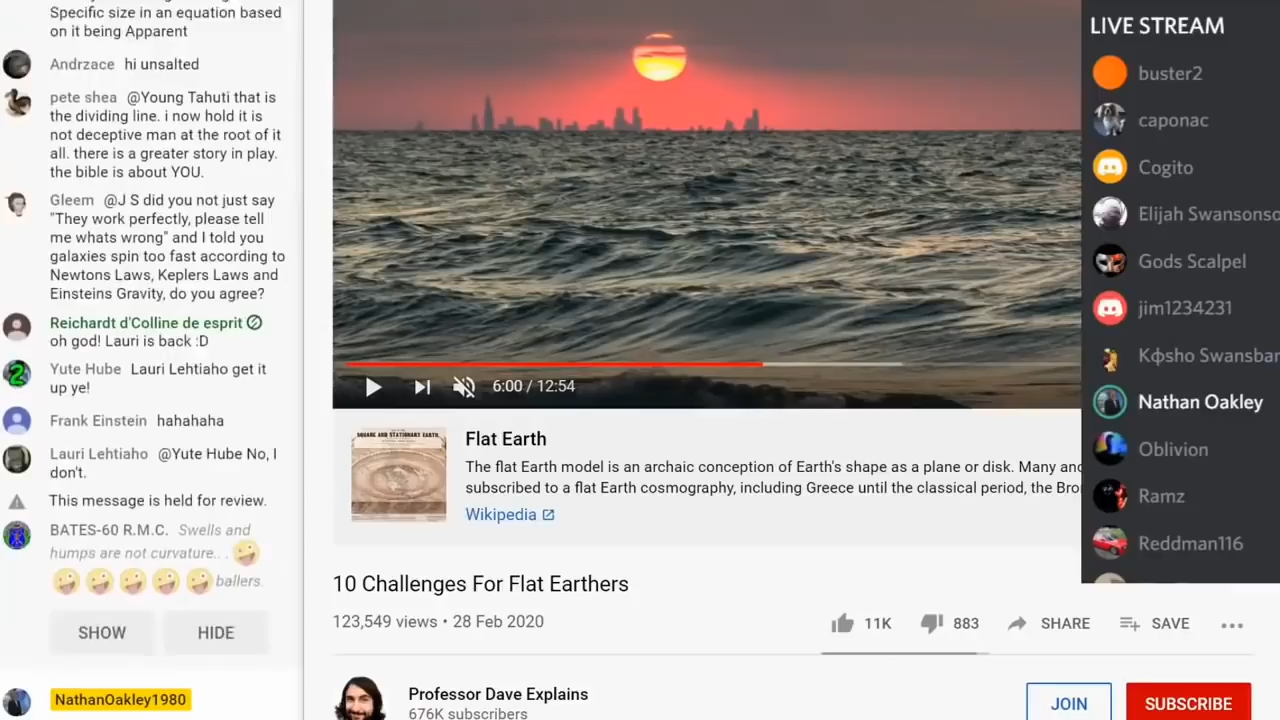 Specific size in an equation based
on it being Apparent
Andrzace hi unsalted
pete shea @Young Tahuti that is
the dividing line. i now hold it is
not deceptive man at the root of it
all. there is a greater story in play.
the bible is about YOU.
Gleem @J S did you not just say
"They work perfectly, please tell
me whats wrong" and I told you
galaxies spin too fast according to
Newtons Laws, Keplers Laws and
Einsteins Gravity, do you agree?
Reichardt d'Colline de esprit
oh god! Lauri is back :D
Yute Hube Lauri Lehtiaho get it
up ye!
Frank Einstein hahahaha
Lauri Lehtiaho @Yute Hube No, I
don't.
This message is held for review.
BATES-60 R.M.C. Swells and
humps are not curvature.. .
ballers.
SHOW HIDE
NathanOakley1980
6:00 / 12:54
Flat Earth
The flat Earth model is an archaic conception of Earth's shape as a plane or disk. Many anc
subscribed to a flat Earth cosmography, including Greece until the classical period, the Bro
Wikipedia
SQUARE AND STATIONARY EARTH.
10 Challenges For Flat Earthers
123,549 views • 28 Feb 2020
11K 883 SHARE SAVE
Professor Dave Explains
676K subscribers
JOIN SUBSCRIBE
LIVE STREAM
buster2
caponac
Cogito
Elijah Swansonso
Gods Scalpel
jim1234231
Kփsho Swansbar
Nathan Oakley
Oblivion
Ramz
Reddman116